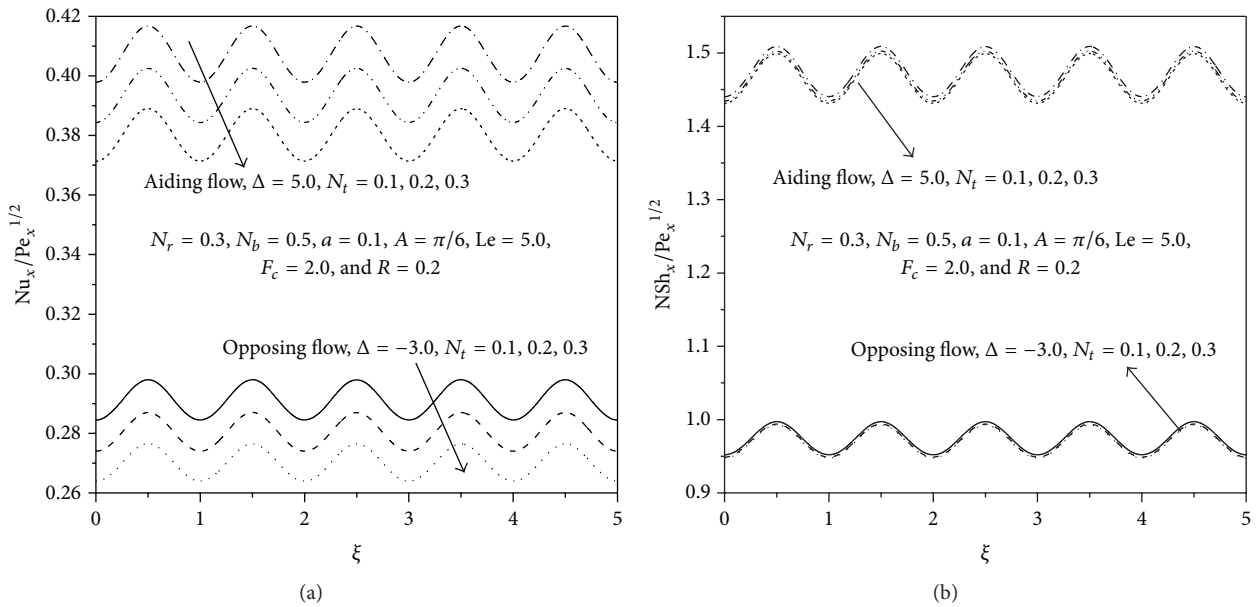 0.42
0.40
0.38
0.36
0.34
0.32
0.30
0.28
0.26
Nu_x/Pe_x^{1/2}
Aiding flow, Δ = 5.0, N_t = 0.1, 0.2, 0.3
N_r = 0.3, N_b = 0.5, a = 0.1, A = π/6, Le = 5.0,
F_c = 2.0, and R = 0.2
Opposing flow, Δ = −3.0, N_t = 0.1, 0.2, 0.3
0 1 2 3 4 5
ξ
(a)
1.5
1.4
1.3
1.2
1.1
1.0
0.9
NSh_x/Pe_x^{1/2}
Aiding flow, Δ = 5.0, N_t = 0.1, 0.2, 0.3
N_r = 0.3, N_b = 0.5, a = 0.1, A = π/6, Le = 5.0,
F_c = 2.0, and R = 0.2
Opposing flow, Δ = −3.0, N_t = 0.1, 0.2, 0.3
0 1 2 3 4 5
ξ
(b)